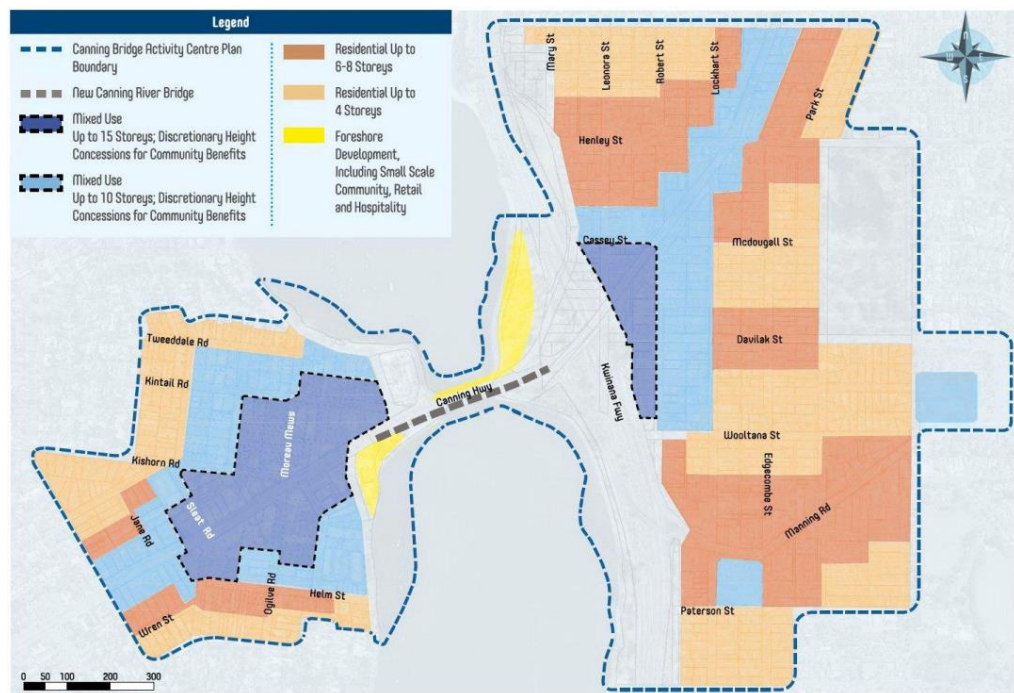 Legend
Canning Bridge Activity Centre Plan
Boundary
New Canning River Bridge
Mixed Use
Up to 15 Storeys; Discretionary Height
Concessions for Community Benefits
Mixed Use
Up to 10 Storeys; Discretionary Height
Concessions for Community Benefits
Residential Up to
6-8 Storeys
Residential Up to
4 Storeys
Foreshore
Development,
Including Small Scale
Community, Retail
and Hospitality
Mary St
Leonora St
Robert St
Lockhart St
Park St
Henley St
Cassey St
Mcdougall St
Davilak St
Kwinana Fwy
Canning Hwy
Wooltana St
Edgecombe St
Manning Rd
Paterson St
Tweeddale Rd
Kintail Rd
Moreau Mews
Kishorn Rd
Sleat Rd
Jane Rd
Ogilvie Rd
Helm St
Wren St
0 50 100 200 300